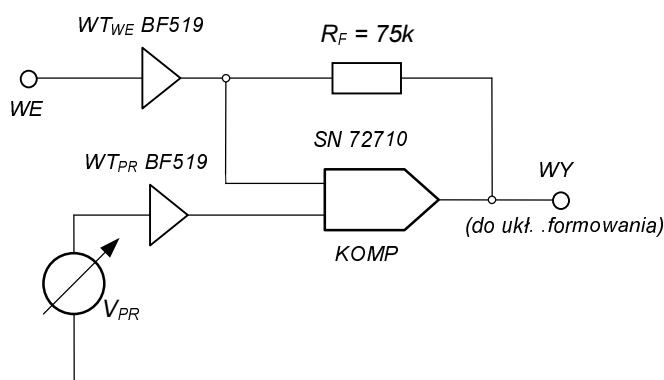 WT_WE BF519
R_F = 75k
WE
SN 72710
WT_PR BF519
WY
(do ukł. .formowania)
KOMP
V_PR